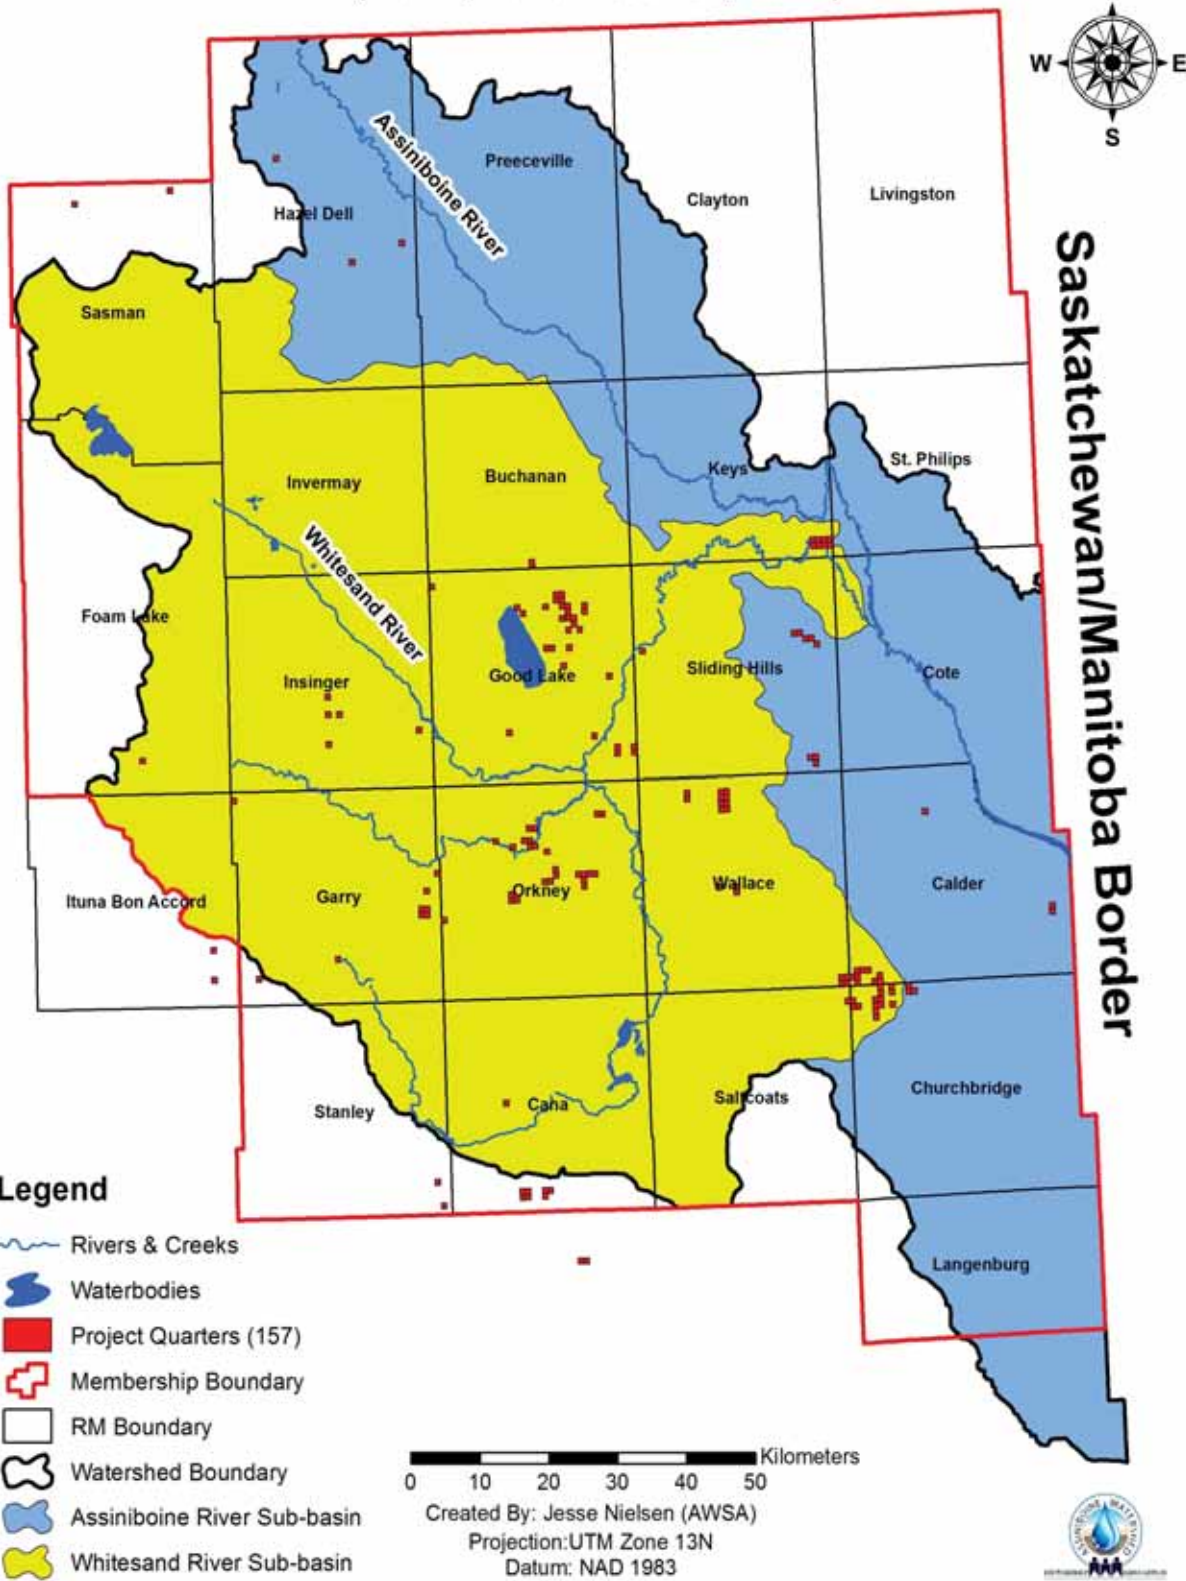 W
E
S
Assiniboine River
Preeceville
Clayton
Livingston
Hazel Dell
Sasman
Saskatchewan/Manitoba Border
Invermay
Buchanan
Keys
St. Philips
Whitesand River
Foam Lake
Insinger
Good Lake
Sliding Hills
Cote
Ituna Bon Accord
Garry
Orkney
Wallace
Calder
Stanley
Cana
Saltcoats
Churchbridge
Langenburg
Legend
Rivers & Creeks
Waterbodies
Project Quarters (157)
Membership Boundary
RM Boundary
Watershed Boundary
Assiniboine River Sub-basin
Whitesand River Sub-basin
Kilometers
0 10 20 30 40 50
Created By: Jesse Nielsen (AWSA)
Projection:UTM Zone 13N
Datum: NAD 1983
ASSINIBOINE WATERSHED